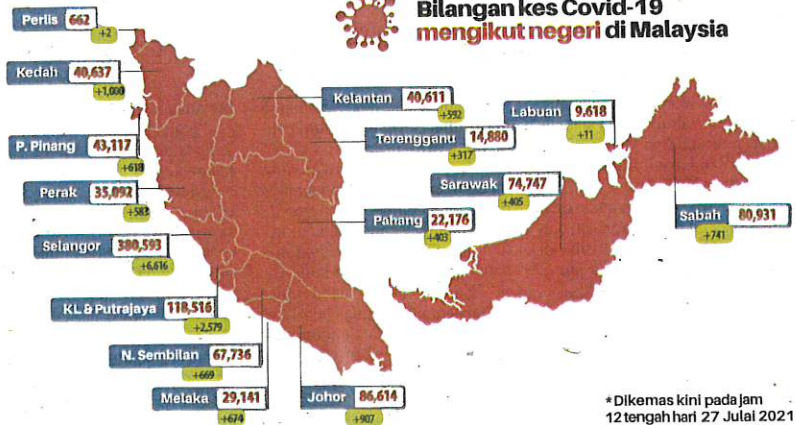 Bilangan kes Covid-19
mengikut negeri di Malaysia
Perlis 662
+2
Kedah 40,637
+1,000
P. Pinang 43,117
+618
Perak 35,092
+583
Selangor 380,593
+6,616
KL & Putrajaya 118,516
+2,579
N. Sembilan 67,736
+669
Melaka 29,141
+674
Johor 86,614
+907
Kelantan 40,611
+592
Terengganu 14,880
+317
Pahang 22,176
+403
Labuan 9.618
+11
Sarawak 74,747
+405
Sabah 80,931
+741
*Dikemas kini pada jam
12 tengah hari 27 Julai 2021